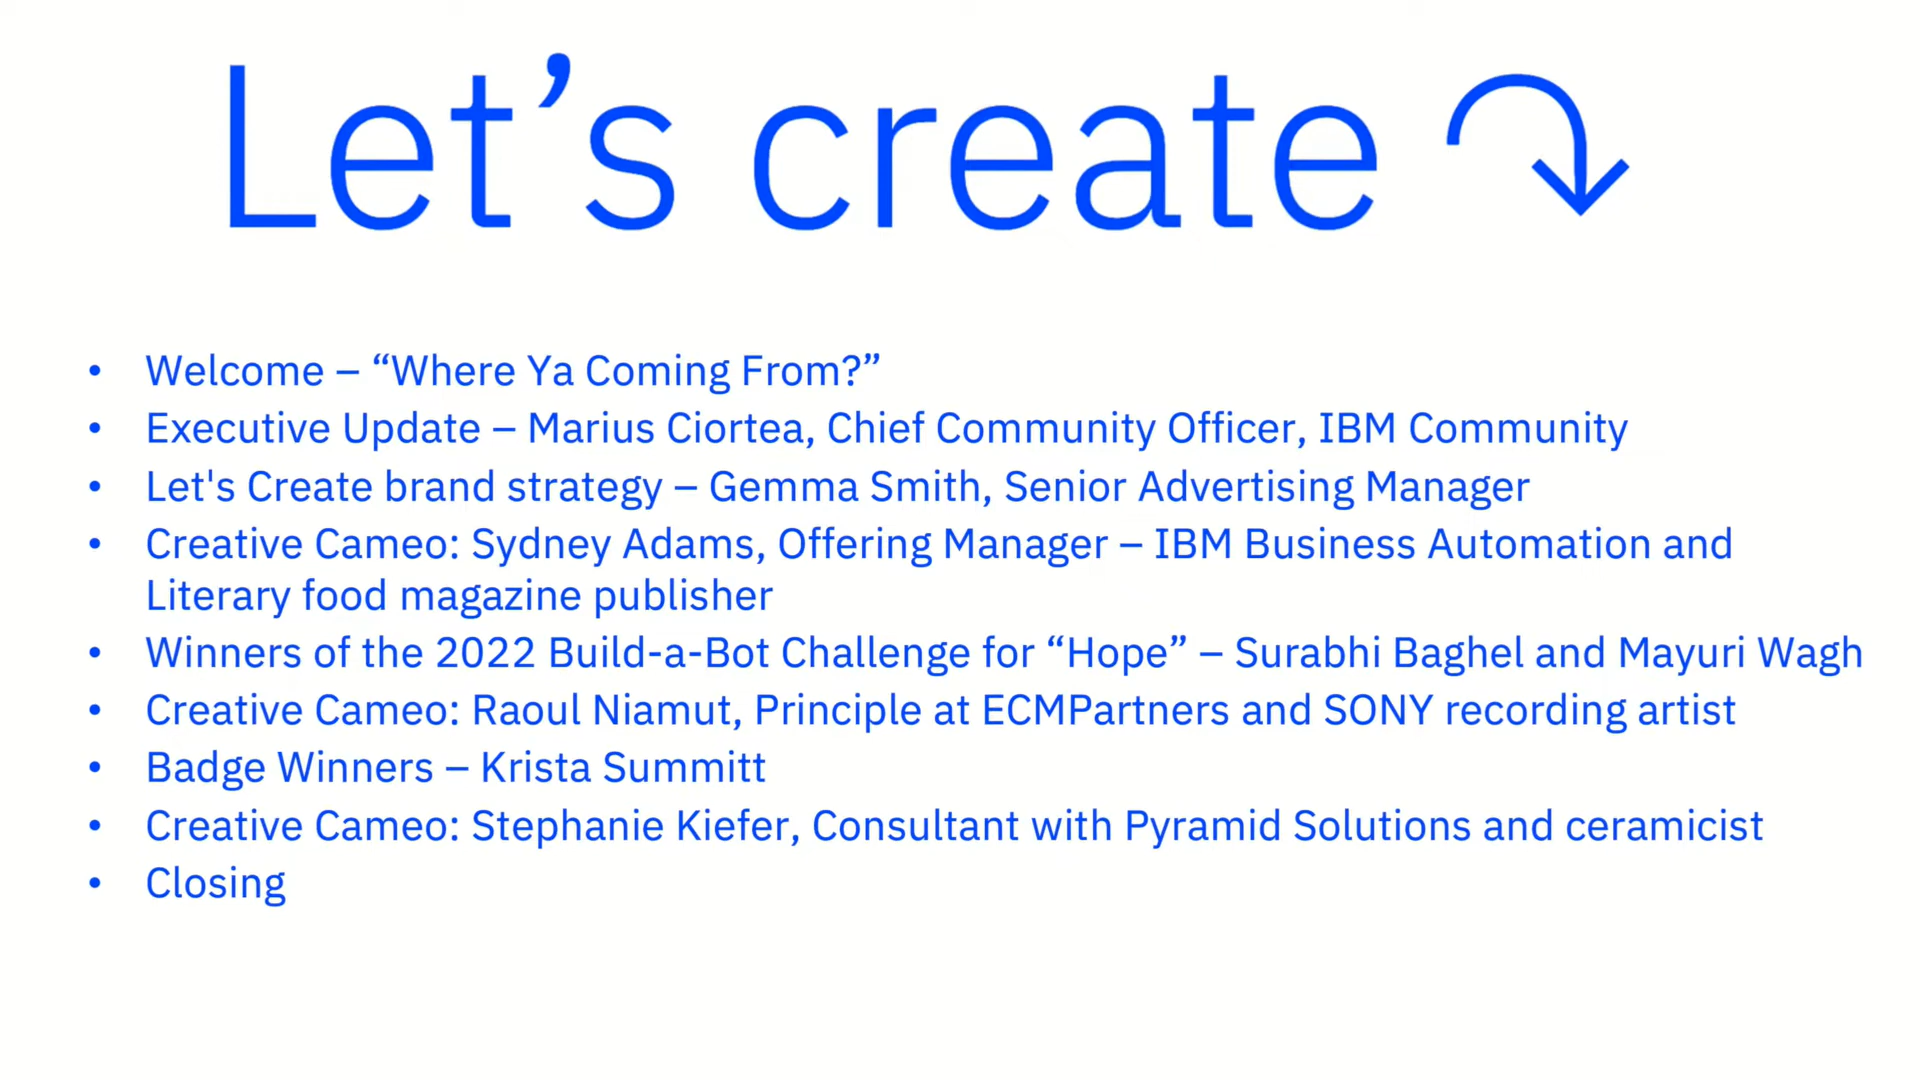 Let’s create
• Welcome – “Where Ya Coming From?”
• Executive Update – Marius Ciortea, Chief Community Officer, IBM Community
• Let's Create brand strategy – Gemma Smith, Senior Advertising Manager
• Creative Cameo: Sydney Adams, Offering Manager – IBM Business Automation and
Literary food magazine publisher
• Winners of the 2022 Build-a-Bot Challenge for “Hope” – Surabhi Baghel and Mayuri Wagh
• Creative Cameo: Raoul Niamut, Principle at ECMPartners and SONY recording artist
• Badge Winners – Krista Summitt
• Creative Cameo: Stephanie Kiefer, Consultant with Pyramid Solutions and ceramicist
• Closing